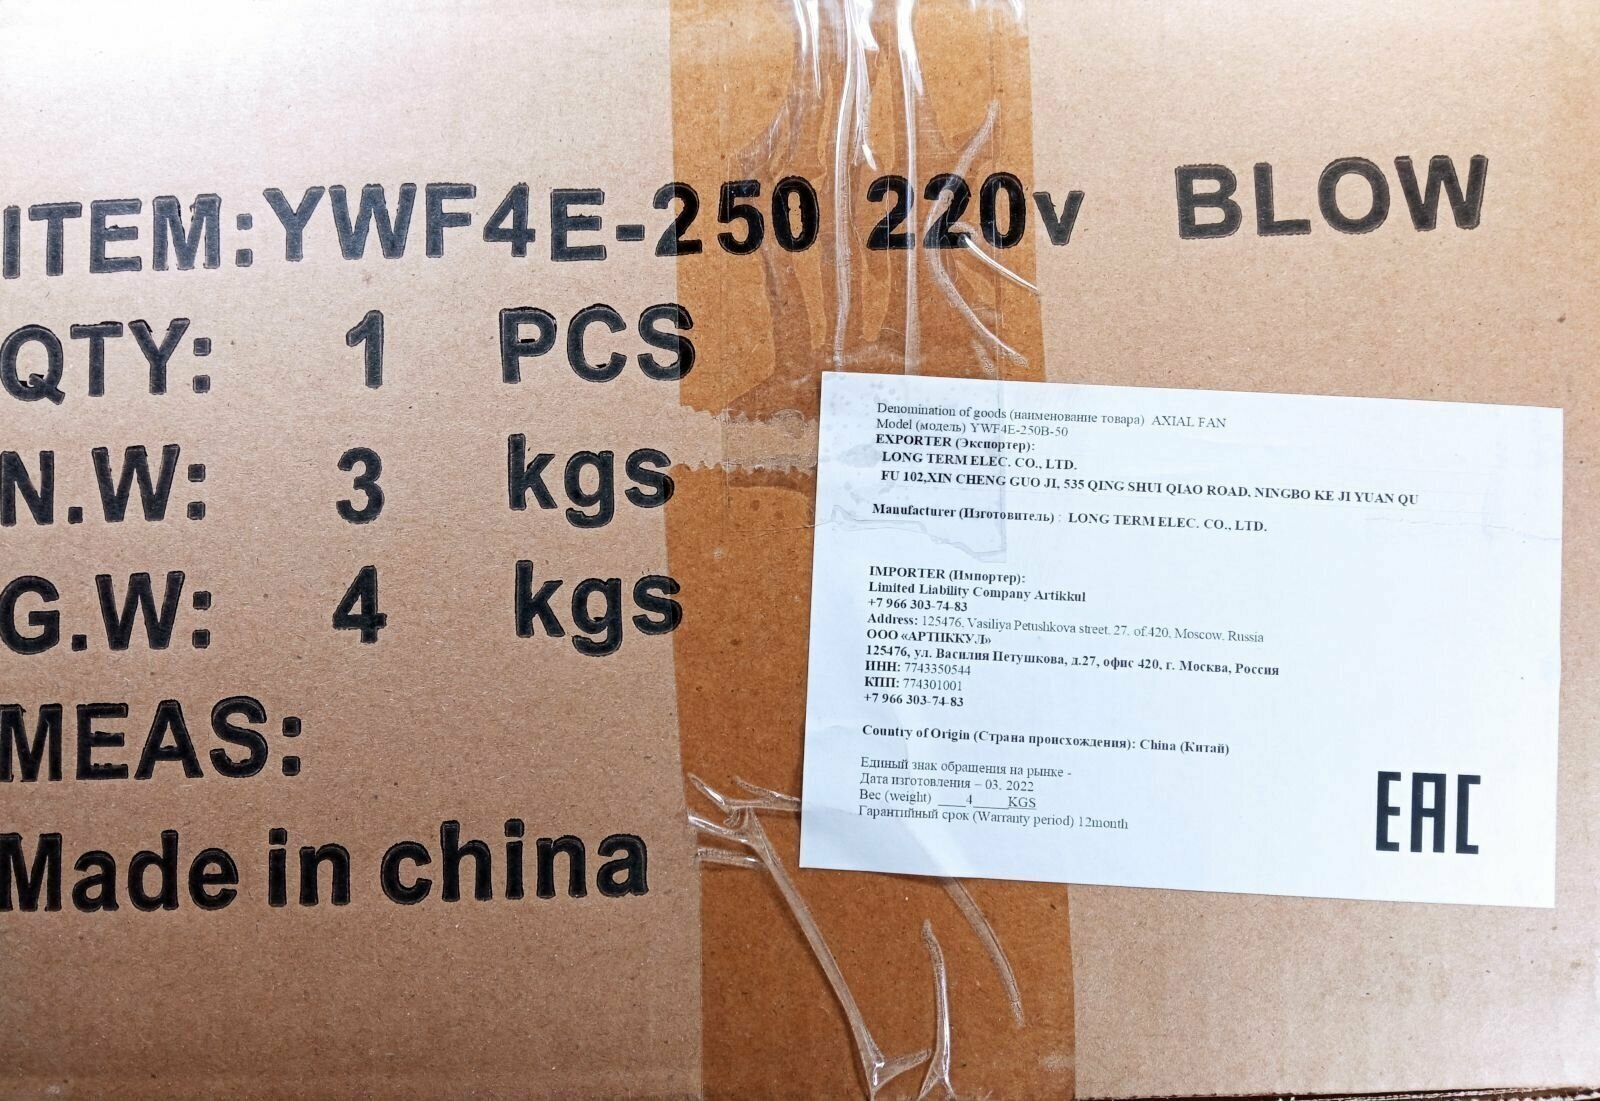 ITEM:YWF4E-250 220v BLOW
QTY: 1 PCS
N.W: 3 kgs
G.W: 4 kgs
MEAS:
Made in china
Denomination of goods (наименование товара) AXIAL FAN
Model (модель) YWF4E-250B-50
EXPORTER (Экспортер):
LONG TERM ELEC. CO., LTD.
FU 102,XIN CHENG GUO JI, 535 QING SHUI QIAO ROAD, NINGBO KE JI YUAN QU
Manufacturer (Изготовитель) : LONG TERM ELEC. CO., LTD.
IMPORTER (Импортер):
Limited Liability Company Artikkul
+7 966 303-74-83
Address: 125476, Vasiliya Petushkova street, 27, of.420, Moscow, Russia
ООО «АРТИККУЛ»
125476, ул. Василия Петушкова, д.27, офис 420, г. Москва, Россия
ИНН: 7743350544
КПП: 774301001
+7 966 303-74-83
Country of Origin (Страна происхождения): China (Китай)
Единый знак обращения на рынке -
Дата изготовления – 03. 2022
Вес (weight) ____4____ KGS
Гарантийный срок (Warranty period) 12month
EAC